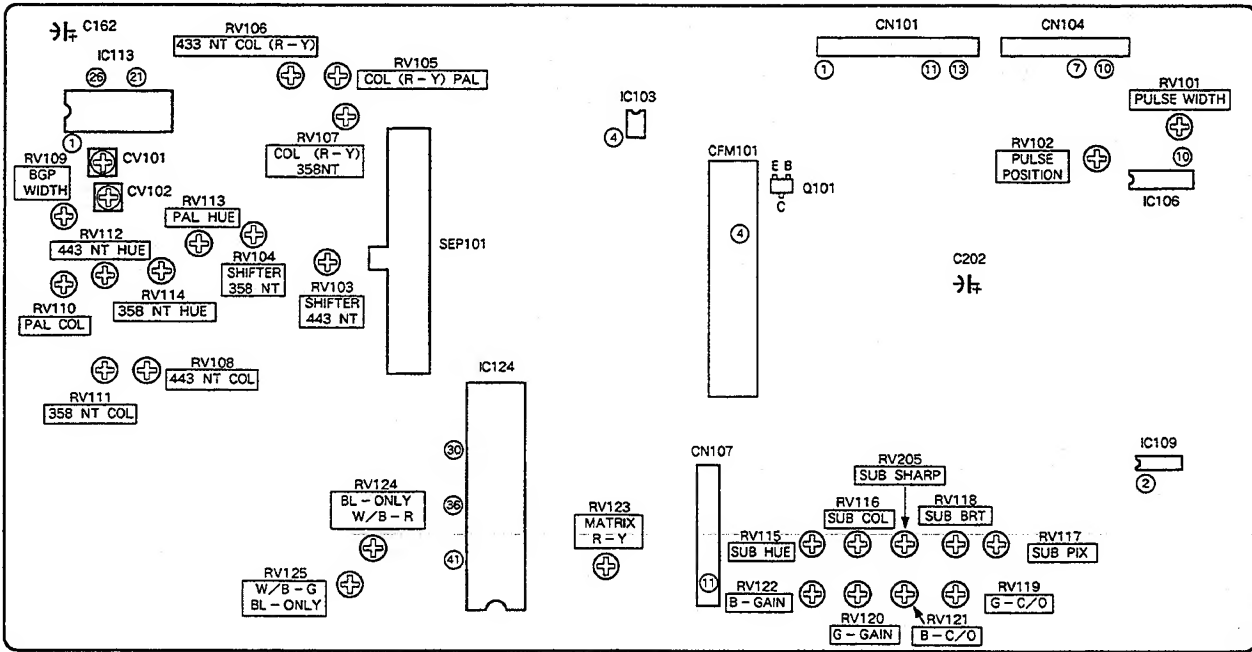 C162
IC113
26 21
1
RV106
433 NT COL (R-Y)
RV105
COL (R-Y) PAL
RV107
COL (R-Y)
358NT
RV109
BGP
WIDTH
CV101
CV102
RV113
PAL HUE
RV112
443 NT HUE
RV104
SHIFTER
358 NT
RV103
SHIFTER
443 NT
RV114
358 NT HUE
RV110
PAL COL
RV108
443 NT COL
RV111
358 NT COL
SEP101
IC103
4
CN101
1 11 13
CN104
7 10
RV101
PULSE WIDTH
RV102
PULSE
POSITION
10
IC106
CFM101
4
E B
Q101
C
C202
IC124
30
36
41
RV124
BL-ONLY
W/B-R
RV125
W/B-G
BL-ONLY
RV123
MATRIX
R-Y
CN107
11
RV205
SUB SHARP
RV116
SUB COL
RV118
SUB BRT
RV115
SUB HUE
RV117
SUB PIX
RV122
B-GAIN
RV119
G-C/O
RV120
G-GAIN
RV121
B-C/O
IC109
2